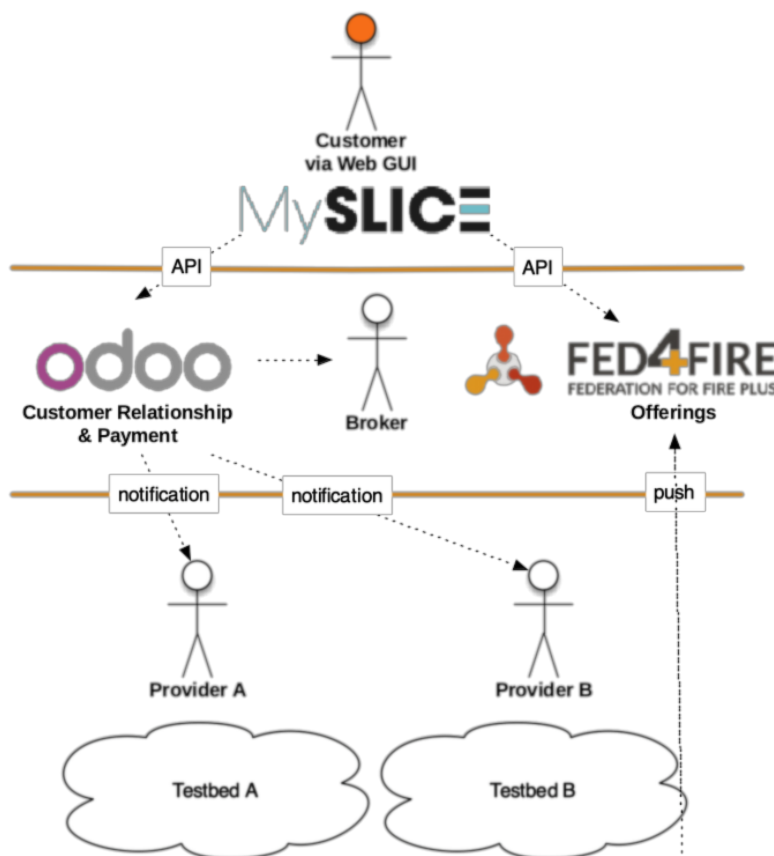 Customer
via Web GUI
MySLICE
API
API
odoo
FED4FIRE
FEDERATION FOR FIRE PLUS
Customer Relationship
& Payment
Broker
Offerings
notification
notification
push
Provider A
Provider B
Testbed A
Testbed B